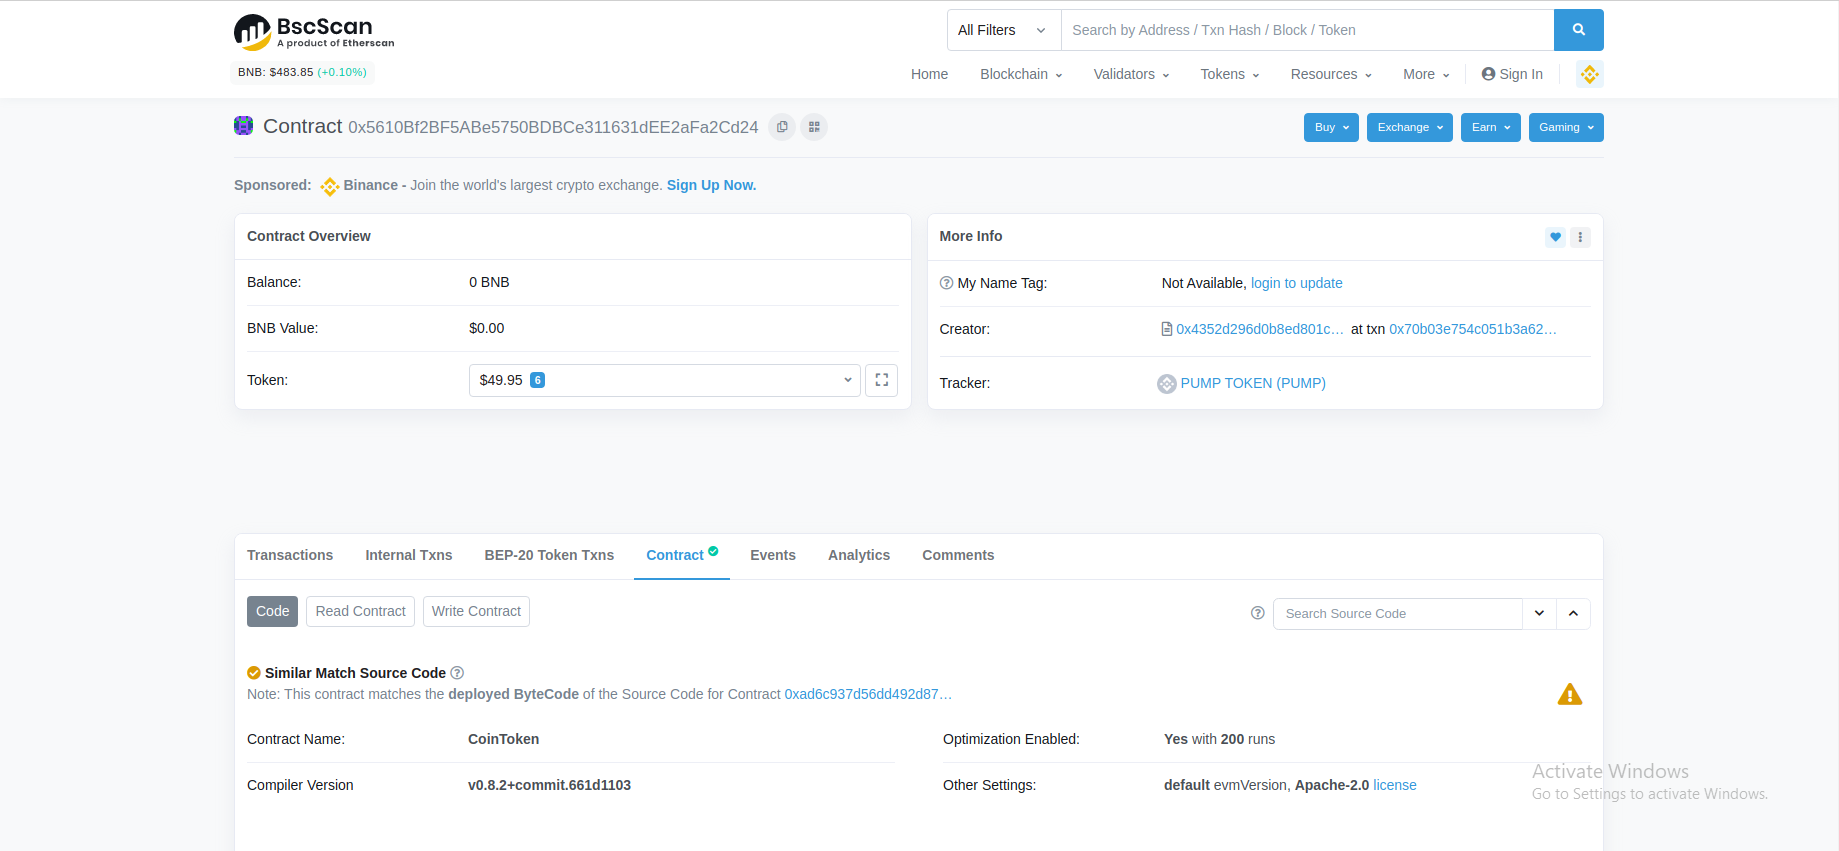 BscScan
A product of Etherscan
BNB: $483.85 (+0.10%)
All Filters
Search by Address / Txn Hash / Block / Token
Home Blockchain Validators Tokens Resources More Sign In
Contract 0x5610Bf2BF5ABe5750BDBCe311631dEE2aFa2Cd24
Buy Exchange Earn Gaming
Sponsored: Binance - Join the world's largest crypto exchange. Sign Up Now.
Contract Overview
Balance: 0 BNB
BNB Value: $0.00
Token: $49.95 6
More Info
My Name Tag: Not Available, login to update
Creator: 0x4352d296d0b8ed801c... at txn 0x70b03e754c051b3a62...
Tracker: PUMP TOKEN (PUMP)
Transactions Internal Txns BEP-20 Token Txns Contract Events Analytics Comments
Code Read Contract Write Contract
Search Source Code
Similar Match Source Code
Note: This contract matches the deployed ByteCode of the Source Code for Contract 0xad6c937d56dd492d87...
Contract Name: CoinToken
Optimization Enabled: Yes with 200 runs
Compiler Version v0.8.2+commit.661d1103
Other Settings: default evmVersion, Apache-2.0 license
Activate Windows
Go to Settings to activate Windows.